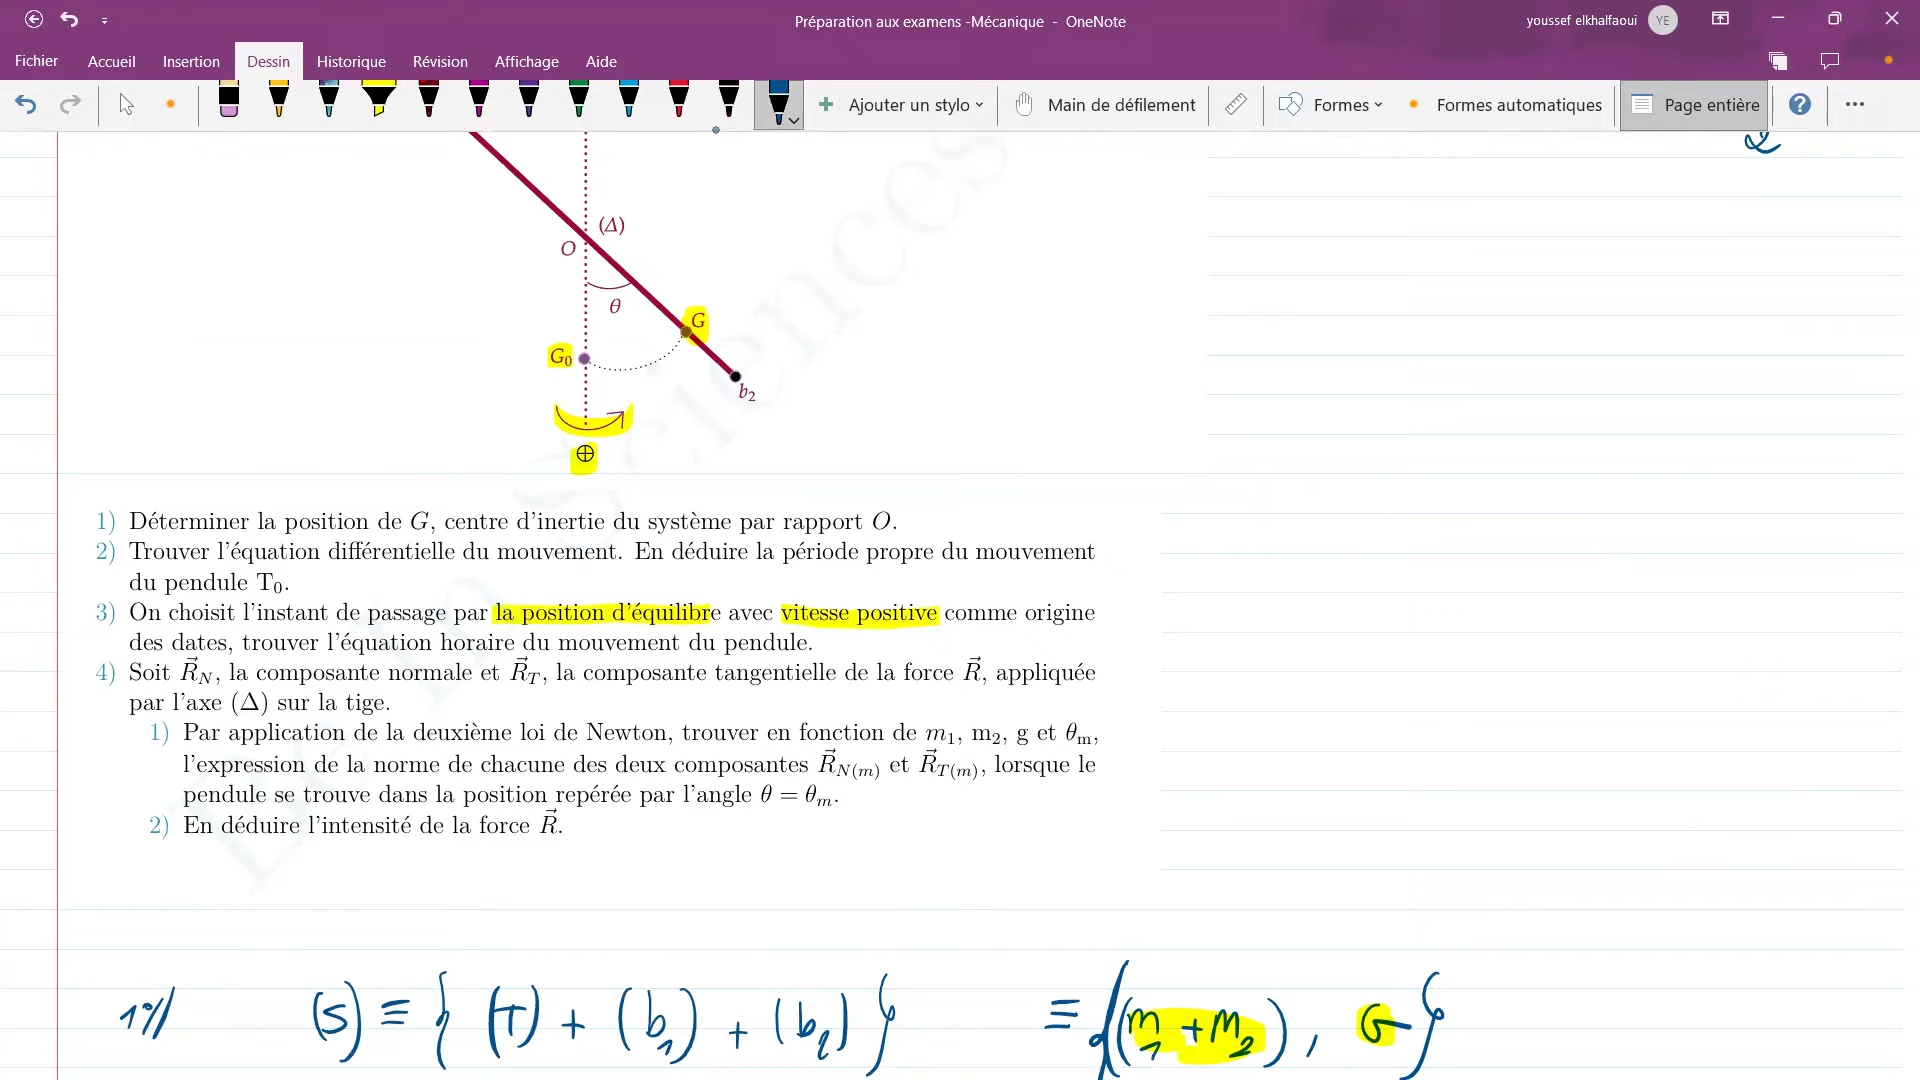 Préparation aux examens -Mécanique - OneNote
youssef elkhalfaoui YE
Fichier Accueil Insertion Dessin Historique Révision Affichage Aide
Ajouter un stylo Main de défilement Formes Formes automatiques Page entière ? ...
2
(Δ)
O
θ
G
G₀
b₂
⊕
1) Déterminer la position de G, centre d'inertie du système par rapport O.
2) Trouver l'équation différentielle du mouvement. En déduire la période propre du mouvement
du pendule T₀.
3) On choisit l'instant de passage par la position d'équilibre avec vitesse positive comme origine
des dates, trouver l'équation horaire du mouvement du pendule.
4) Soit R⃗_N, la composante normale et R⃗_T, la composante tangentielle de la force R⃗, appliquée
par l'axe (Δ) sur la tige.
1) Par application de la deuxième loi de Newton, trouver en fonction de m₁, m₂, g et θₘ,
l'expression de la norme de chacune des deux composantes R⃗_N(m) et R⃗_T(m), lorsque le
pendule se trouve dans la position repérée par l'angle θ = θₘ.
2) En déduire l'intensité de la force R⃗.
1°// (S) ≡ { (T) + (b₁) + (b₂) } ≡ {(m₁ + m₂), G}
Le m Sciences